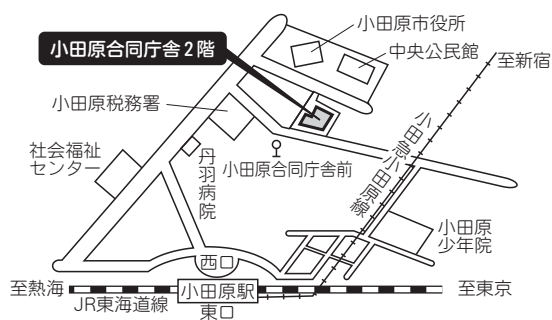 小田原市役所
小田原合同庁舎2階
中央公民館
至新宿
小田原税務署
小田急小田原線
社会福祉
センター
丹羽病院
小田原合同庁舎前
小田原
少年院
西口
至熱海
小田原駅
至東京
JR東海道線
東口